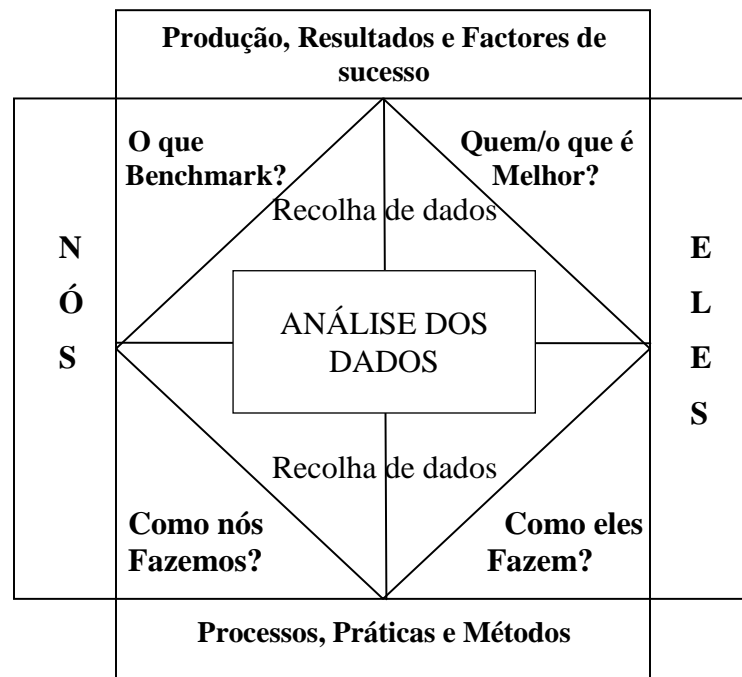 Produção, Resultados e Factores de
sucesso
O que
Benchmark?
Quem/o que é
Melhor?
Recolha de dados
N
Ó
S
E
L
E
S
ANÁLISE DOS
DADOS
Recolha de dados
Como nós
Fazemos?
Como eles
Fazem?
Processos, Práticas e Métodos